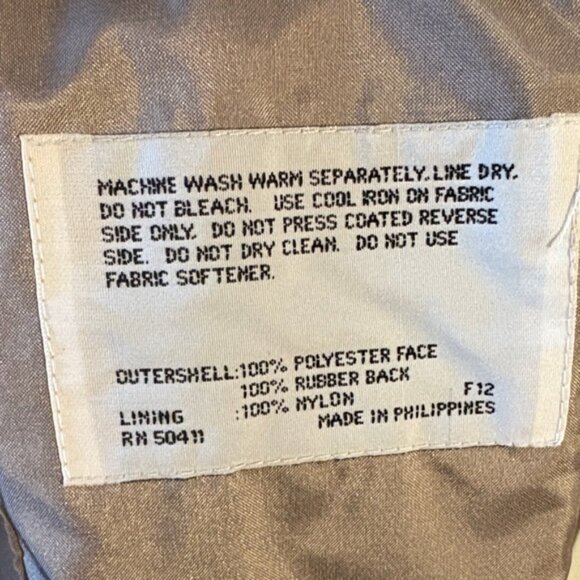 MACHINE WASH WARM SEPARATELY. LINE DRY.
DO NOT BLEACH. USE COOL IRON ON FABRIC
SIDE ONLY. DO NOT PRESS COATED REVERSE
SIDE. DO NOT DRY CLEAN. DO NOT USE
FABRIC SOFTENER.
OUTERSHELL:100% POLYESTER FACE
100% RUBBER BACK
LINING :100% NYLON F12
RN 50411 MADE IN PHILIPPINES